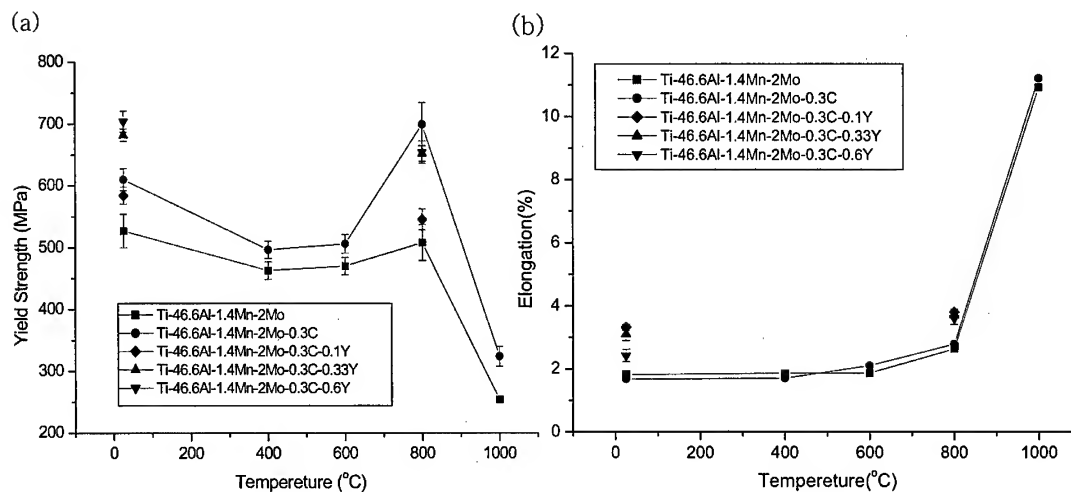 (a)
800
700
600
500
400
300
200
Yield Strength (MPa)
Ti-46.6Al-1.4Mn-2Mo
Ti-46.6Al-1.4Mn-2Mo-0.3C
Ti-46.6Al-1.4Mn-2Mo-0.3C-0.1Y
Ti-46.6Al-1.4Mn-2Mo-0.3C-0.33Y
Ti-46.6Al-1.4Mn-2Mo-0.3C-0.6Y
0 200 400 600 800 1000
Tempereture (°C)
(b)
12
10
8
6
4
2
0
Elongation(%)
Ti-46.6Al-1.4Mn-2Mo
Ti-46.6Al-1.4Mn-2Mo-0.3C
Ti-46.6Al-1.4Mn-2Mo-0.3C-0.1Y
Ti-46.6Al-1.4Mn-2Mo-0.3C-0.33Y
Ti-46.6Al-1.4Mn-2Mo-0.3C-0.6Y
0 200 400 600 800 1000
Tempereture(°C)